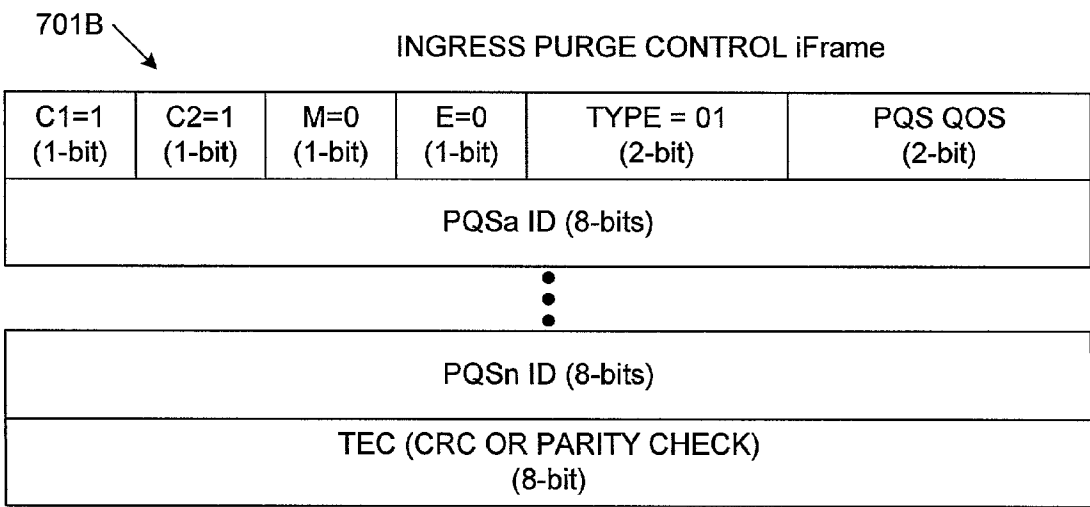 701B
INGRESS PURGE CONTROL iFrame
C1=1 C2=1 M=0 E=0 TYPE = 01 PQS QOS
(1-bit) (1-bit) (1-bit) (1-bit) (2-bit) (2-bit)
PQSa ID (8-bits)
PQSn ID (8-bits)
TEC (CRC OR PARITY CHECK)
(8-bit)